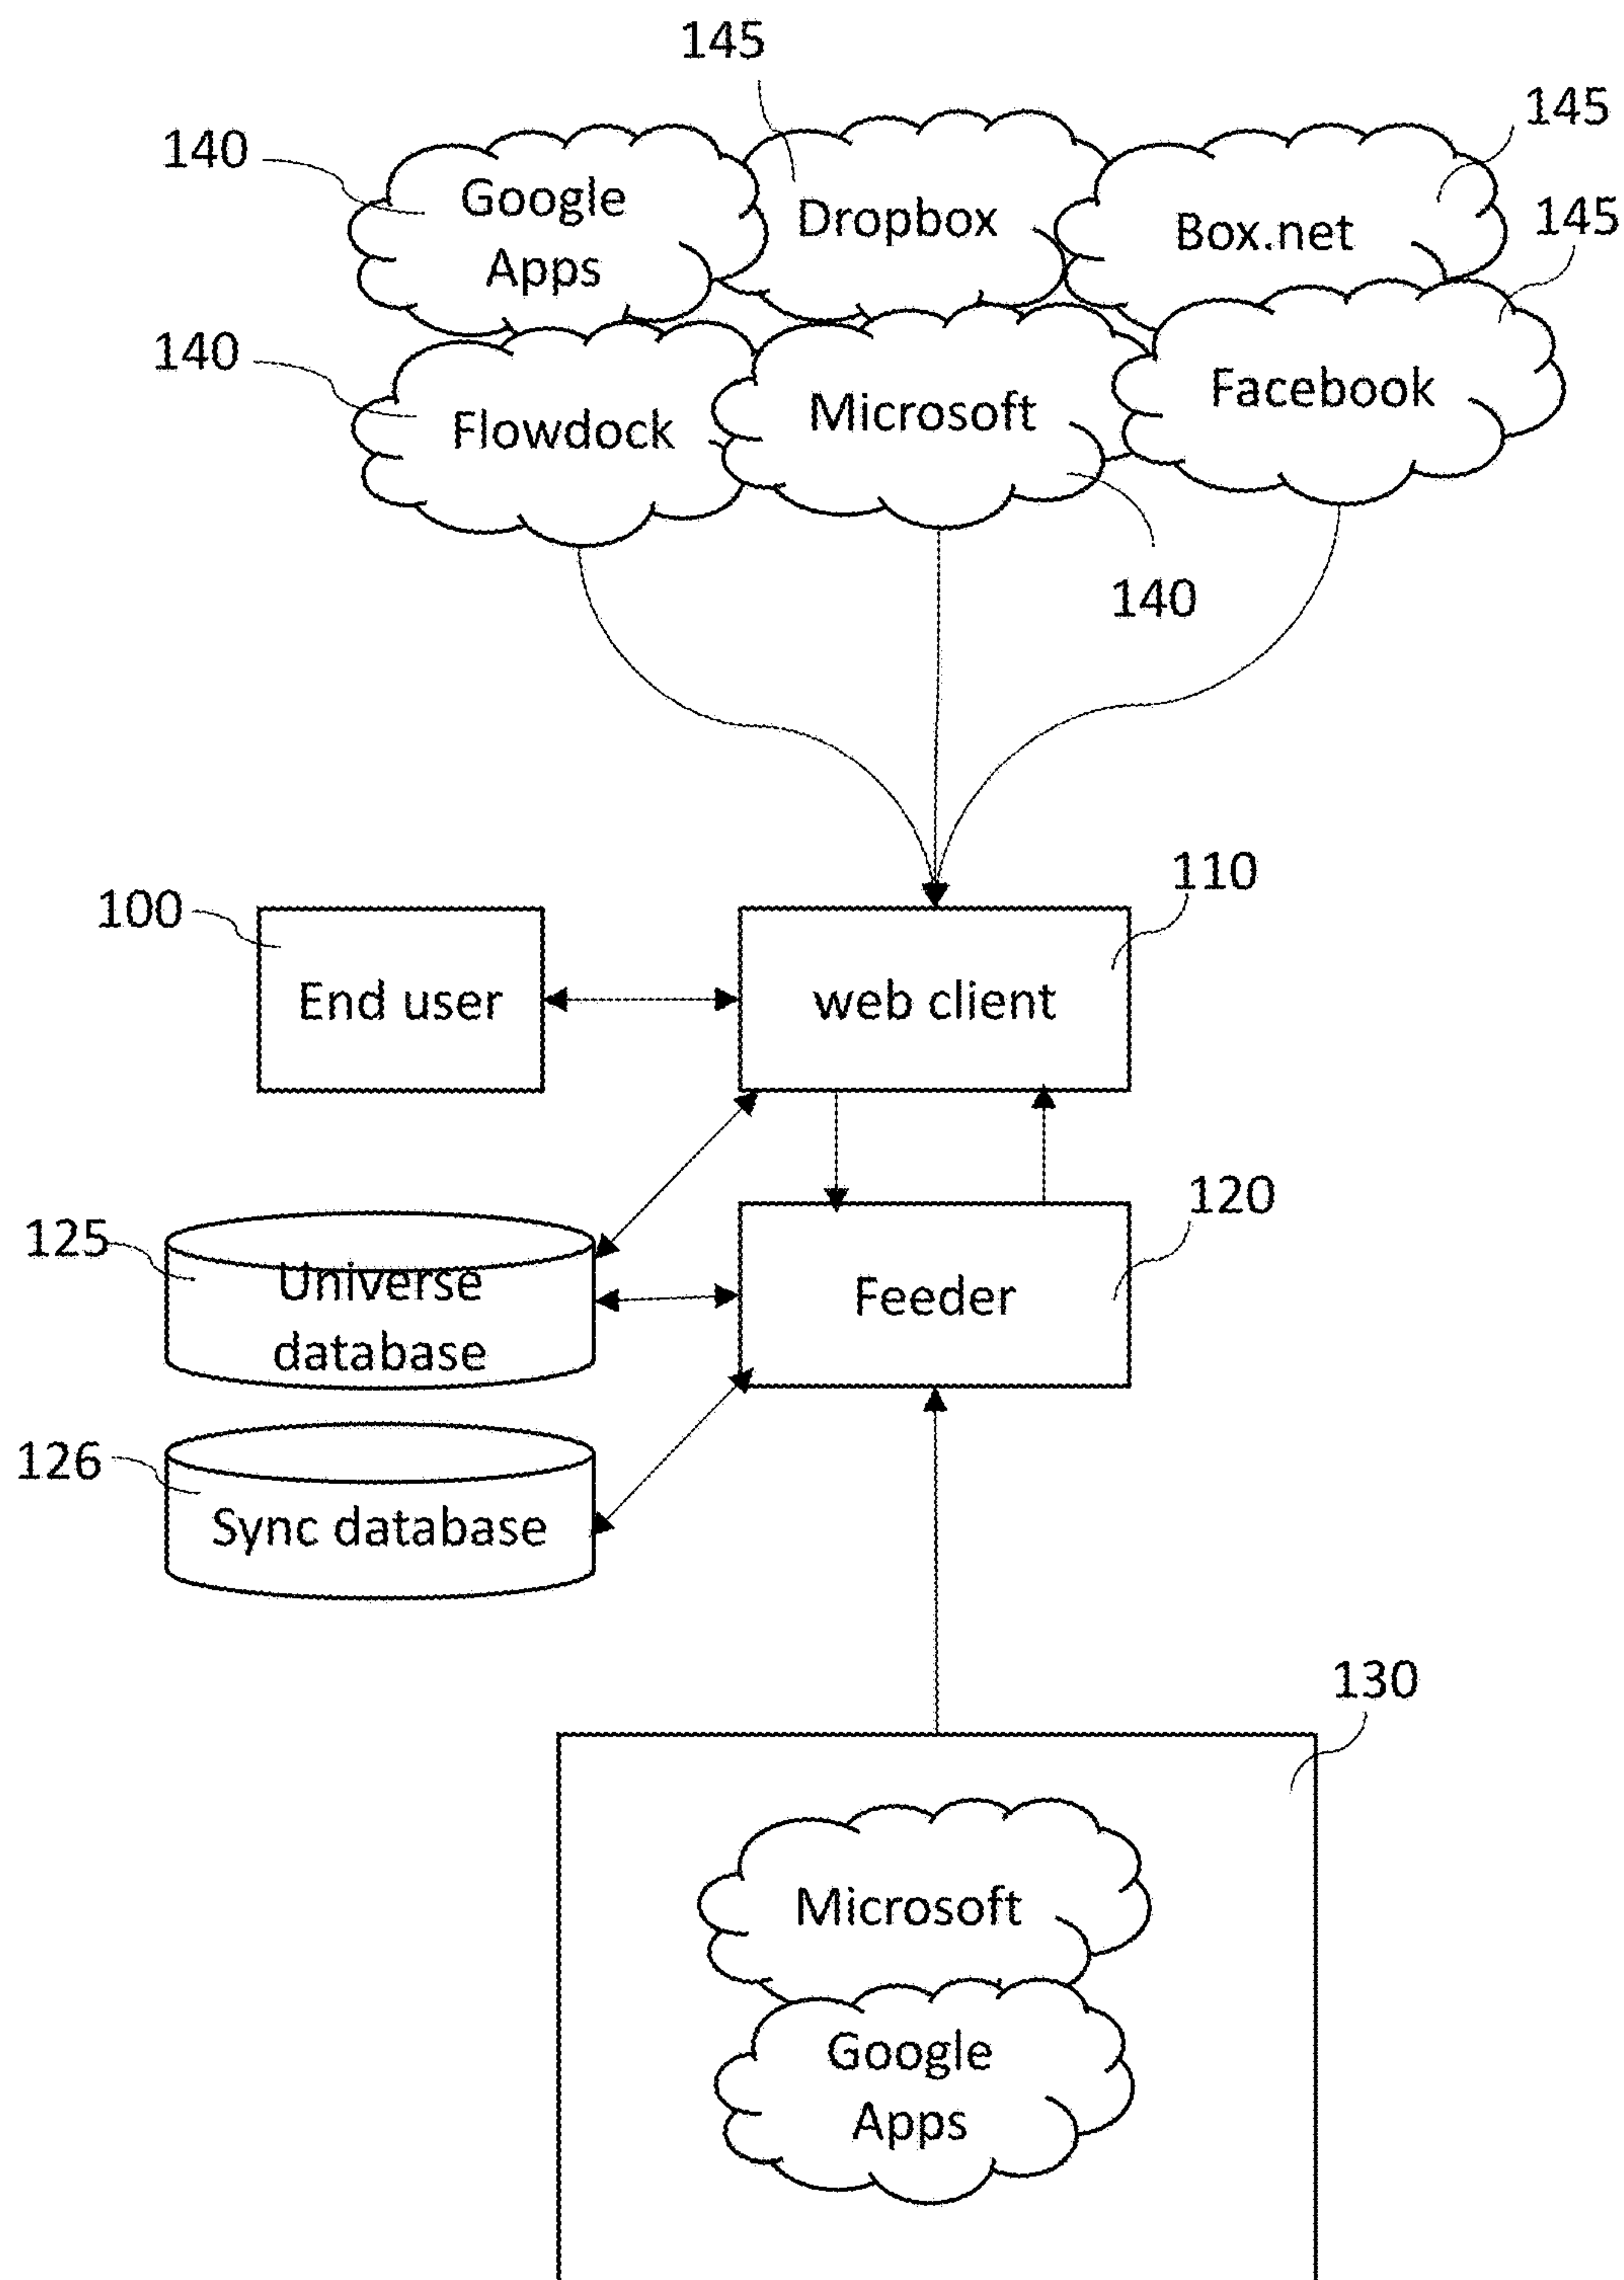 145
145
140
Google
Apps
Dropbox
Box.net
145
140
Flowdock
Microsoft
Facebook
140
110
100
End user
web client
120
125
Universe
database
Feeder
126
Sync database
130
Microsoft
Google
Apps